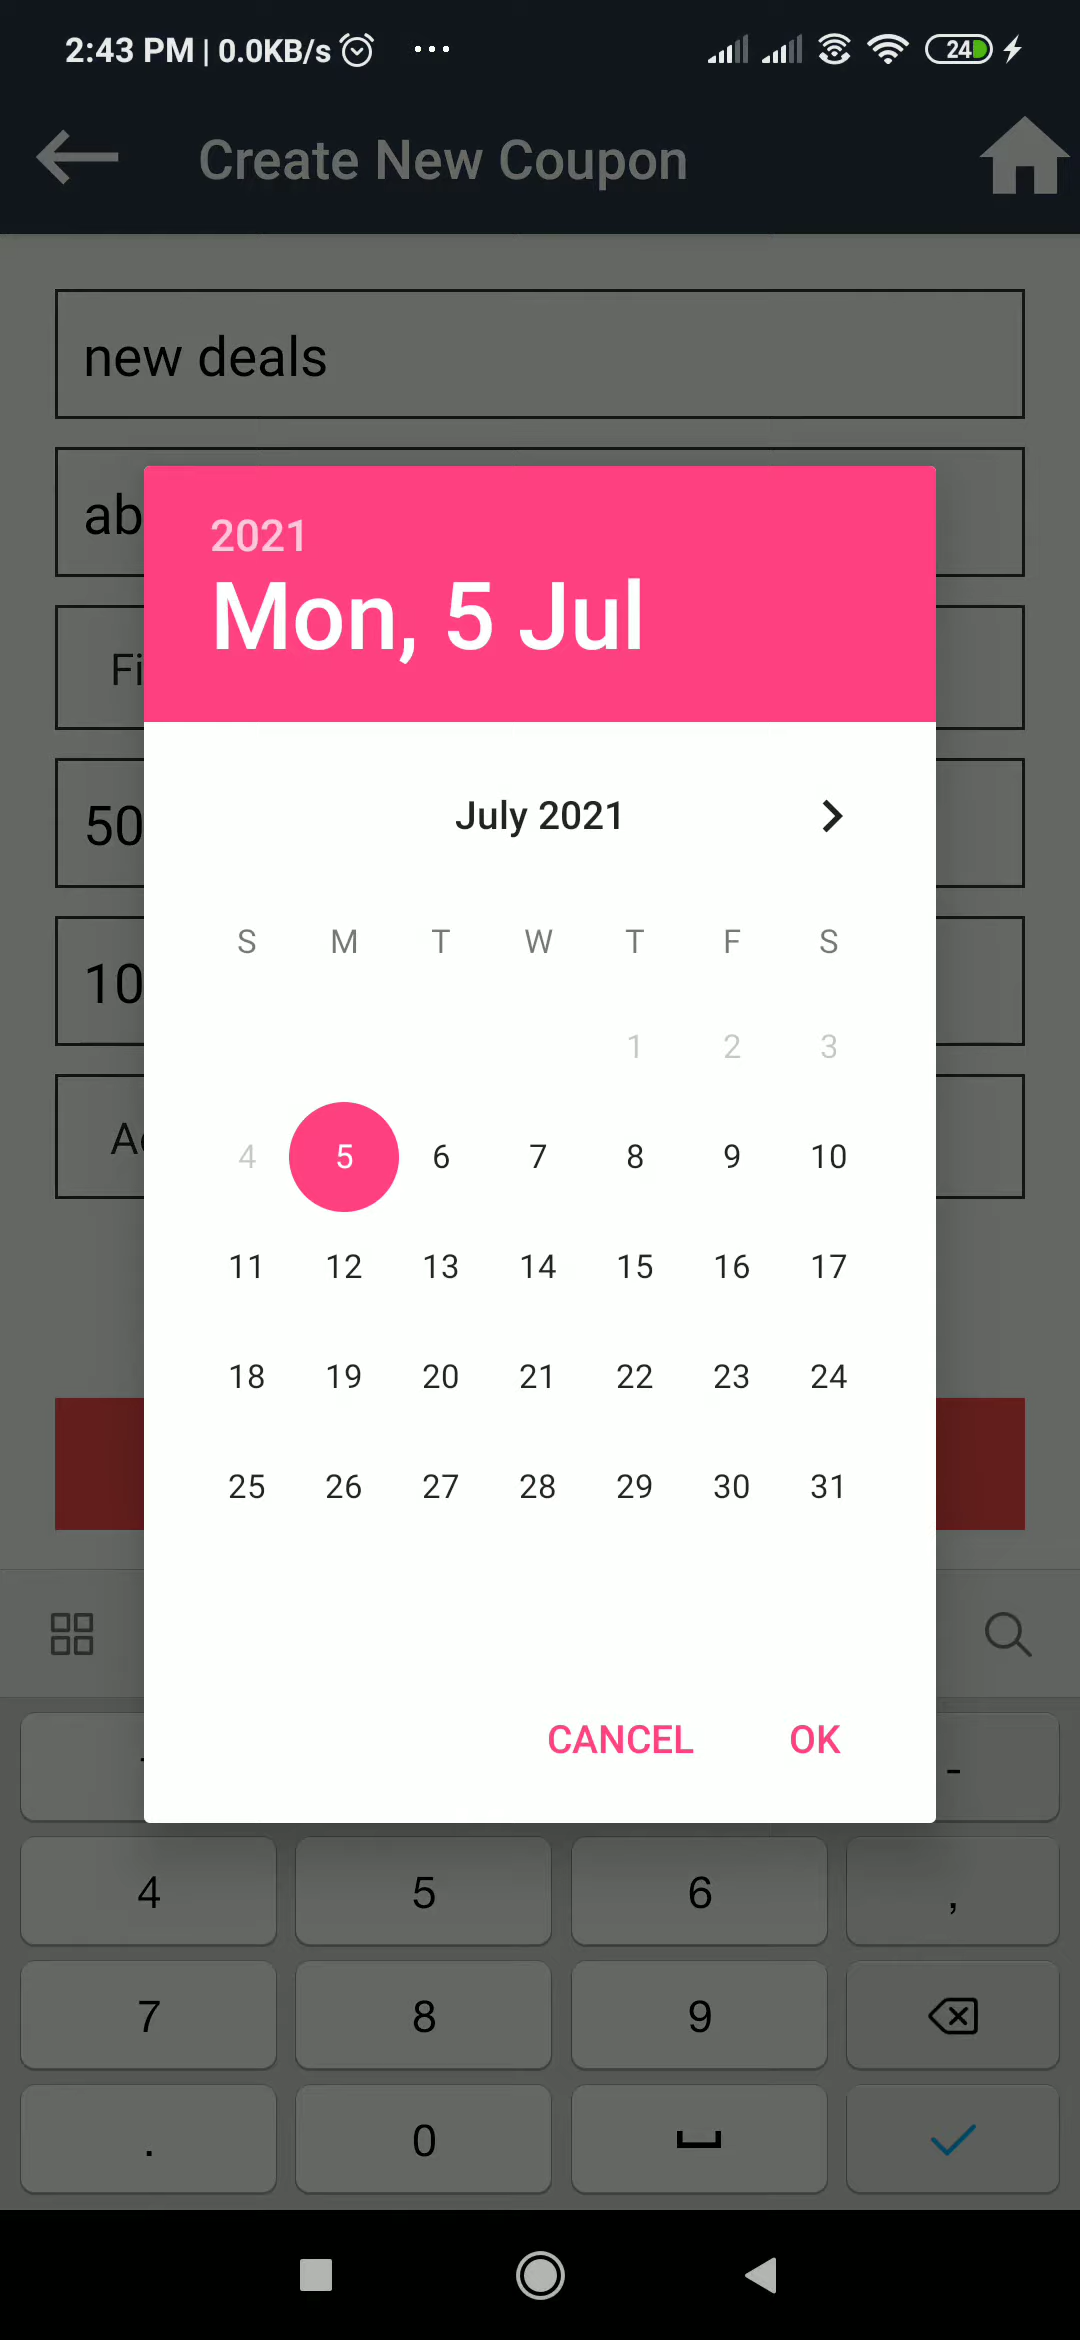 2:43 PM | 0.0KB/s ... 24
Create New Coupon
new deals
ab
2021
Mon, 5 Jul
Fi
July 2021
50
S M T W T F S
10
1 2 3
4 5 6 7 8 9 10
11 12 13 14 15 16 17
18 19 20 21 22 23 24
25 26 27 28 29 30 31
CANCEL OK
-
4 5 6 ,
7 8 9
. 0